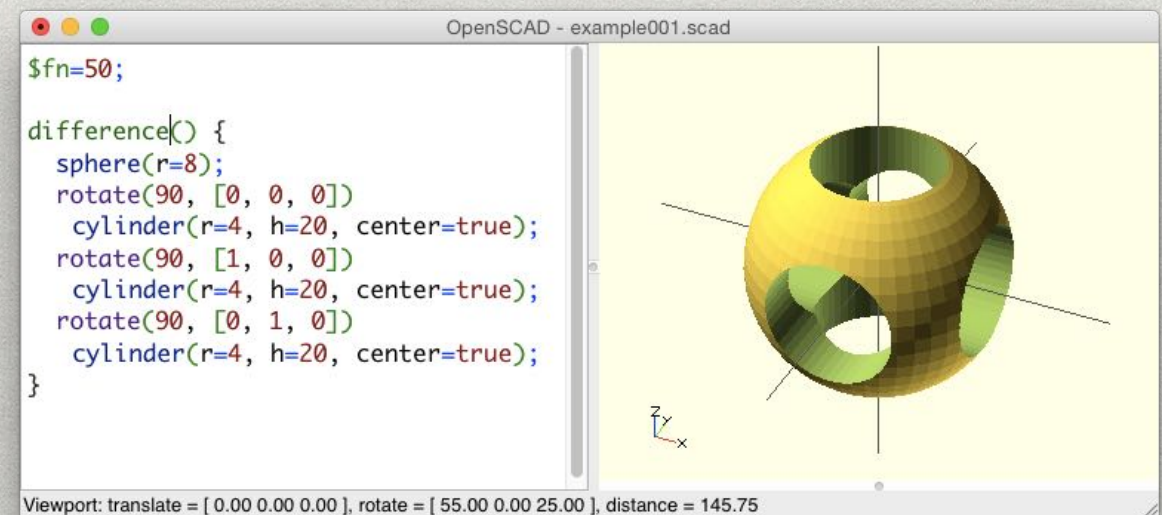 OpenSCAD - example001.scad
$fn=50;
difference() {
sphere(r=8);
rotate(90, [0, 0, 0])
cylinder(r=4, h=20, center=true);
rotate(90, [1, 0, 0])
cylinder(r=4, h=20, center=true);
rotate(90, [0, 1, 0])
cylinder(r=4, h=20, center=true);
}
Z
y
x
Viewport: translate = [ 0.00 0.00 0.00 ], rotate = [ 55.00 0.00 25.00 ], distance = 145.75